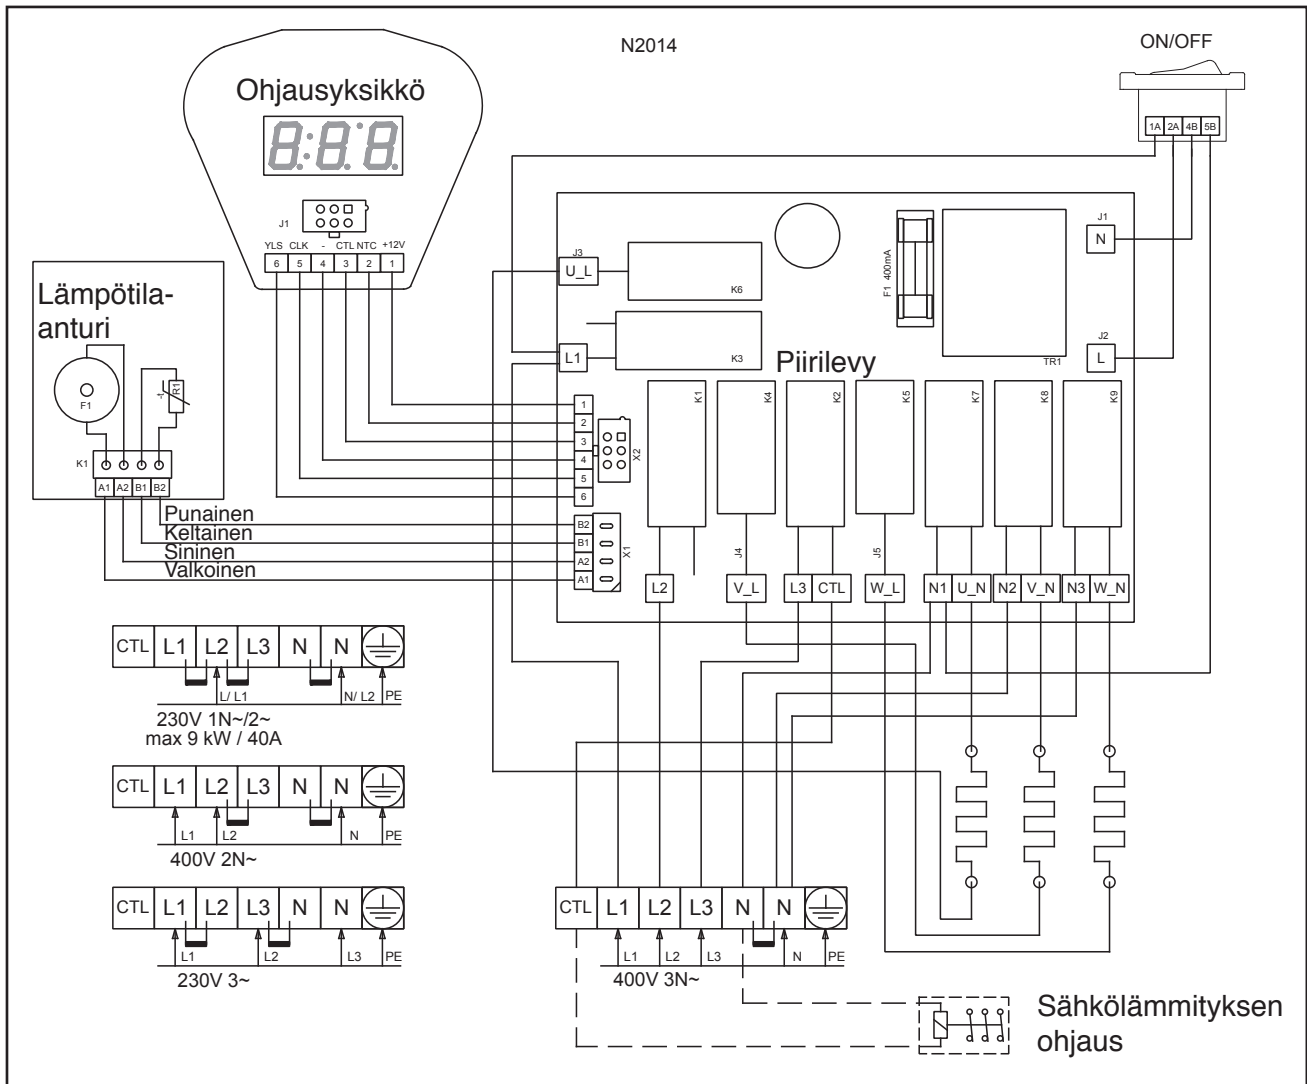 N2014
ON/OFF
1A 2A 4B 5B
Ohjausyksikkö
8:8.8
J1
YLS CLK - CTL NTC +12V
6 5 4 3 2 1
Lämpötila-
anturi
F1
R1
K1
A1 A2 B1 B2
Punainen
Keltainen
Sininen
Valkoinen
J3
U_L
K6
L1
K3
Piirilevy
F1 400mA
TR1
J1
N
J2
L
K1
K4
K2
K5
K7
K8
K9
1
2
3
4
5
6
X2
B2
B1
A2
A1
X1
J4
J5
L2 V_L L3 CTL W_L N1 U_N N2 V_N N3 W_N
CTL L1 L2 L3 N N
L/ L1 N/ L2 PE
230V 1N~/2~
max 9 kW / 40A
CTL L1 L2 L3 N N
L1 L2 N PE
400V 2N~
CTL L1 L2 L3 N N
L1 L2 L3 PE
230V 3~
CTL L1 L2 L3 N N
L1 L2 L3 N PE
400V 3N~
Sähkölämmityksen
ohjaus